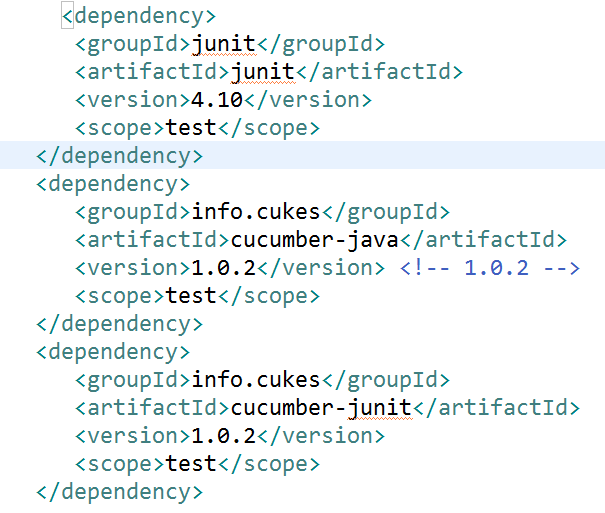 <dependency>
<groupId>junit</groupId>
<artifactId>junit</artifactId>
<version>4.10</version>
<scope>test</scope>
</dependency>
<dependency>
<groupId>info.cukes</groupId>
<artifactId>cucumber-java</artifactId>
<version>1.0.2</version> <!-- 1.0.2 -->
<scope>test</scope>
</dependency>
<dependency>
<groupId>info.cukes</groupId>
<artifactId>cucumber-junit</artifactId>
<version>1.0.2</version>
<scope>test</scope>
</dependency>